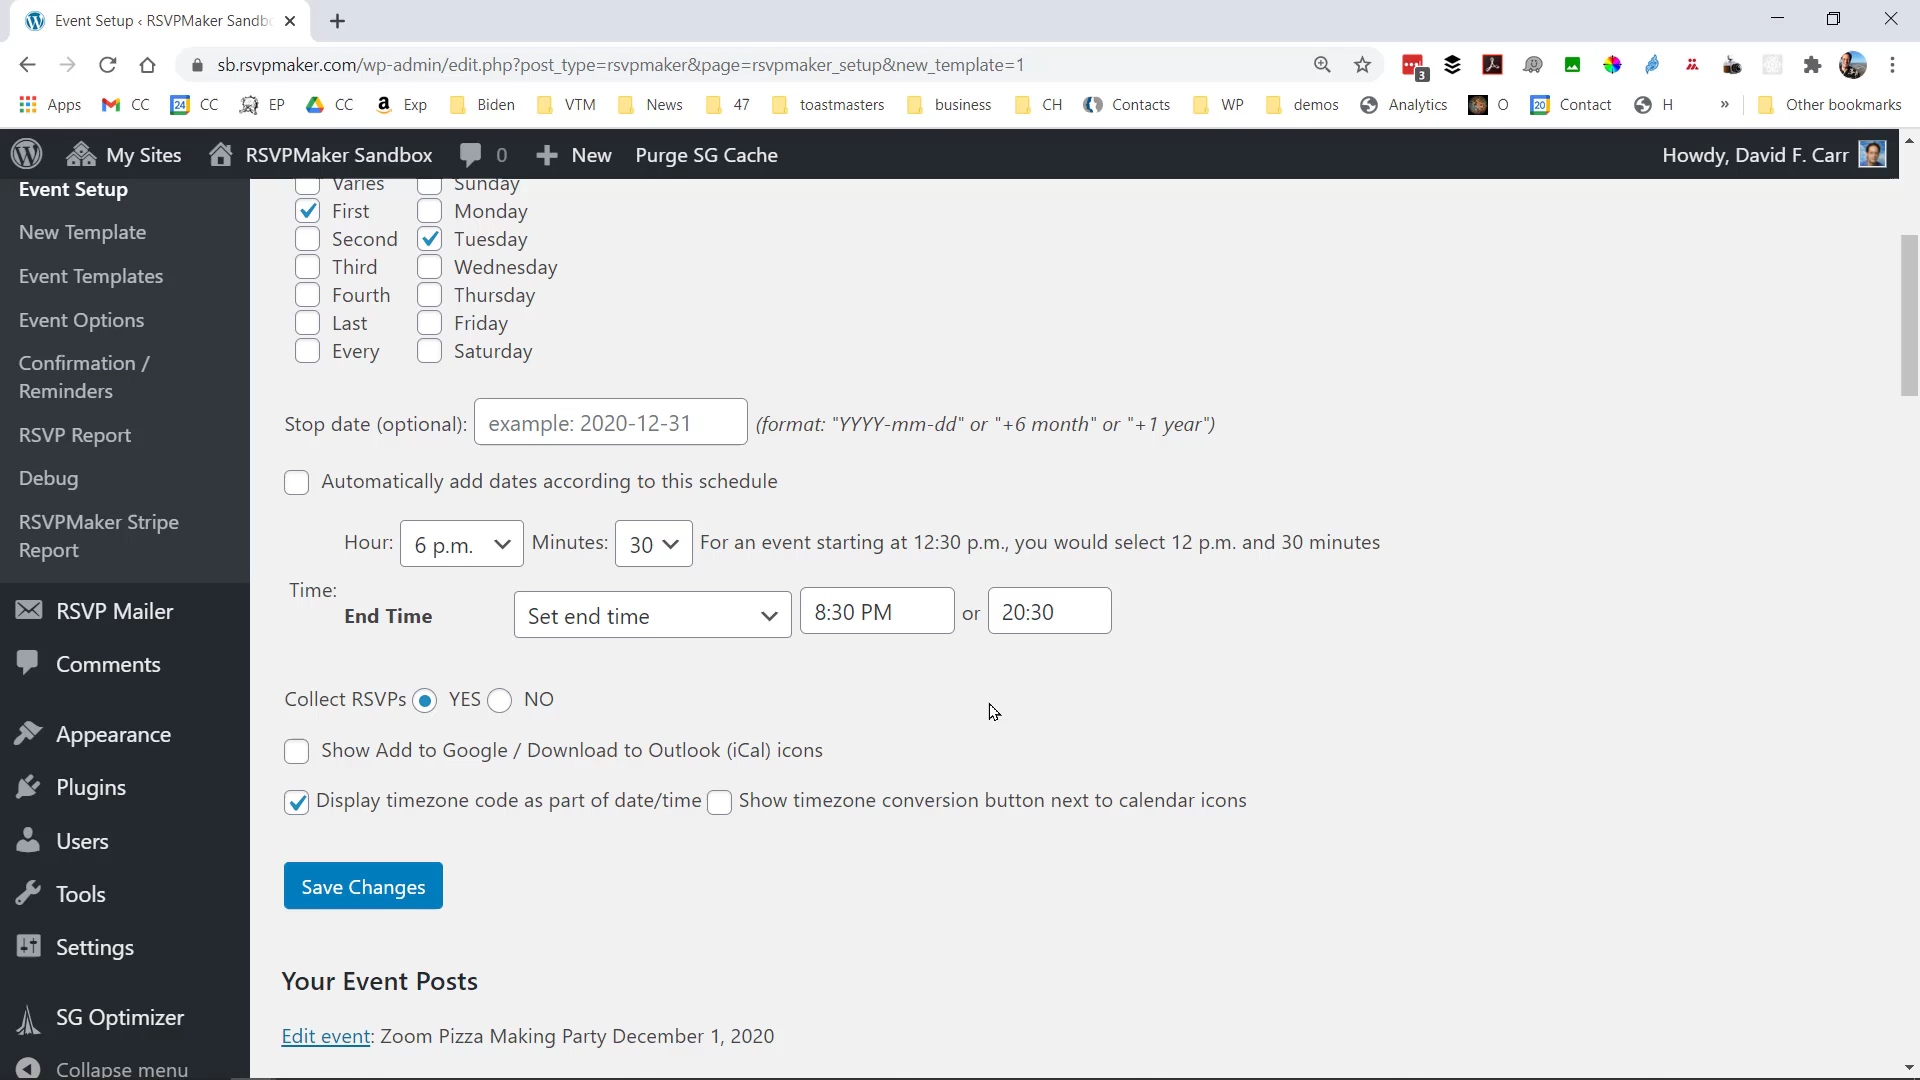 Event Setup ‹ RSVPMaker Sandb
sb.rsvpmaker.com/wp-admin/edit.php?post_type=rsvpmaker&page=rsvpmaker_setup&new_template=1
3
Apps CC 24 CC EP CC Exp Biden VTM News 47 toastmasters business CH Contacts WP demos Analytics O 20 Contact H » Other bookmarks
My Sites RSVPMaker Sandbox 0 New Purge SG Cache Howdy, David F. Carr
Event Setup
New Template
Event Templates
Event Options
Confirmation /
Reminders
RSVP Report
Debug
RSVPMaker Stripe
Report
RSVP Mailer
Comments
Appearance
Plugins
Users
Tools
Settings
SG Optimizer
Collapse menu
Varies Sunday
First Monday
Second Tuesday
Third Wednesday
Fourth Thursday
Last Friday
Every Saturday
Stop date (optional): example: 2020-12-31 (format: "YYYY-mm-dd" or "+6 month" or "+1 year")
Automatically add dates according to this schedule
Hour: 6 p.m. Minutes: 30 For an event starting at 12:30 p.m., you would select 12 p.m. and 30 minutes
Time:
End Time Set end time 8:30 PM or 20:30
Collect RSVPs YES NO
Show Add to Google / Download to Outlook (iCal) icons
Display timezone code as part of date/time Show timezone conversion button next to calendar icons
Save Changes
Your Event Posts
Edit event: Zoom Pizza Making Party December 1, 2020